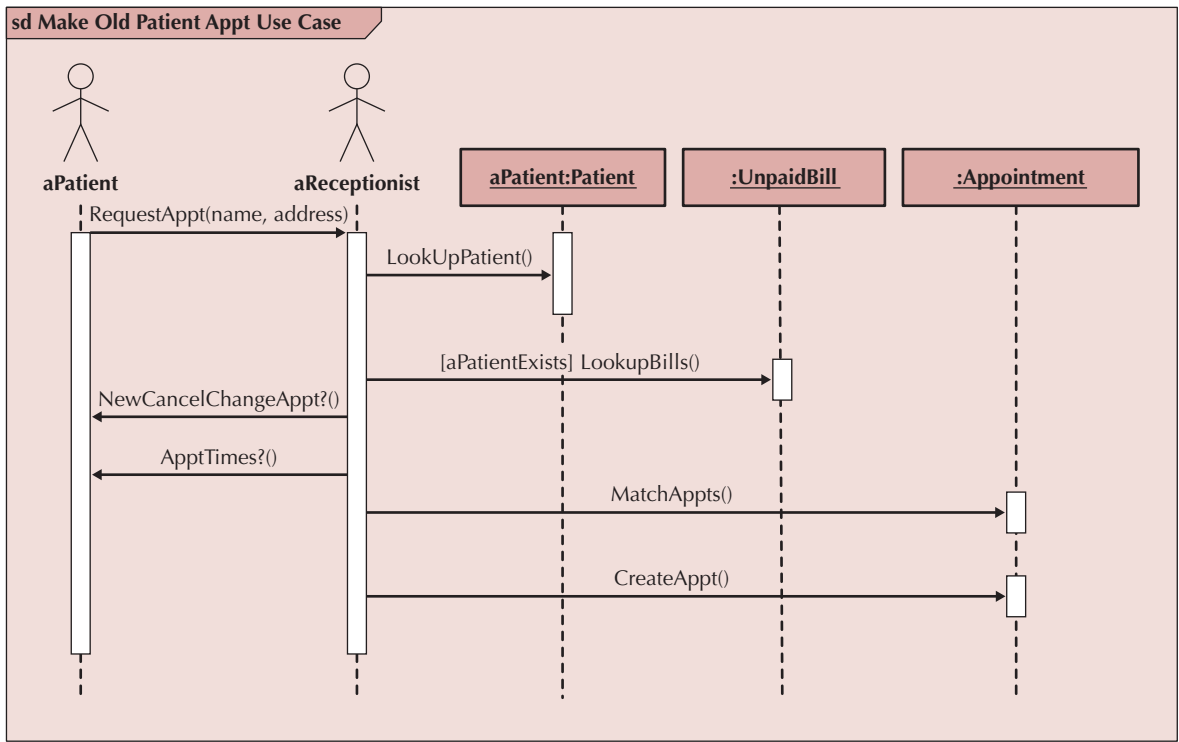 sd Make Old Patient Appt Use Case
aPatient
aReceptionist
aPatient:Patient
:UnpaidBill
:Appointment
RequestAppt(name, address)
LookUpPatient()
[aPatientExists] LookupBills()
NewCancelChangeAppt?()
ApptTimes?()
MatchAppts()
CreateAppt()